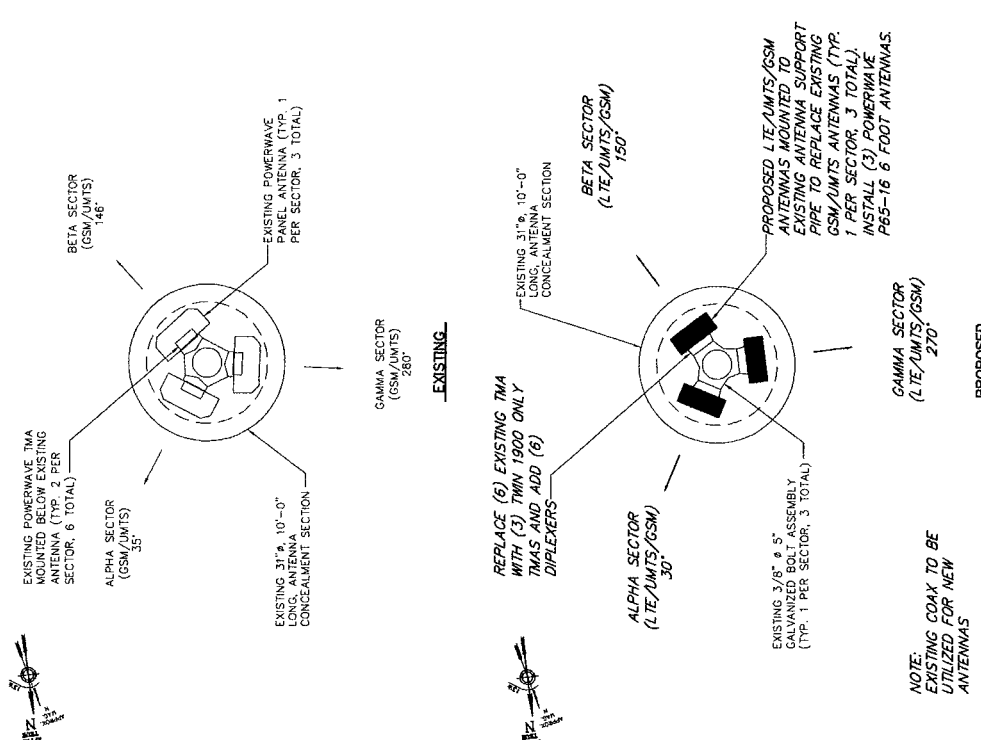 EXISTING POWERWAVE TMA
MOUNTED BELOW EXISTING
ANTENNA (TYP. 2 PER
SECTOR, 6 TOTAL)
BETA SECTOR
(GSM/UMTS)
146°
EXISTING POWERWAVE
PANEL ANTENNA (TYP. 1
PER SECTOR, 3 TOTAL)
ALPHA SECTOR
(GSM/UMTS)
35°
EXISTING 31"ø, 10'-0"
LONG, ANTENNA
CONCEALMENT SECTION
GAMMA SECTOR
(GSM/UMTS)
280°
EXISTING
N
REPLACE (6) EXISTING TMA
WITH (3) TWIN 1900 ONLY
TMAS AND ADD (6)
DIPLEXERS
EXISTING 31"ø, 10'-0"
LONG, ANTENNA
CONCEALMENT SECTION
BETA SECTOR
(LTE/UMTS/GSM)
150°
PROPOSED LTE/UMTS/GSM
ANTENNAS MOUNTED TO
EXISTING ANTENNA SUPPORT
PIPE TO REPLACE EXISTING
GSM/UMTS ANTENNAS (TYP.
1 PER SECTOR, 3 TOTAL).
INSTALL (3) POWERWAVE
P65-16 6 FOOT ANTENNAS.
ALPHA SECTOR
(LTE/UMTS/GSM)
30°
EXISTING 3/8" ø 5"
GALVANIZED BOLT ASSEMBLY
(TYP. 1 PER SECTOR, 3 TOTAL)
GAMMA SECTOR
(LTE/UMTS/GSM)
270°
PROPOSED
N
NOTE:
EXISTING COAX TO BE
UTILIZED FOR NEW
ANTENNAS